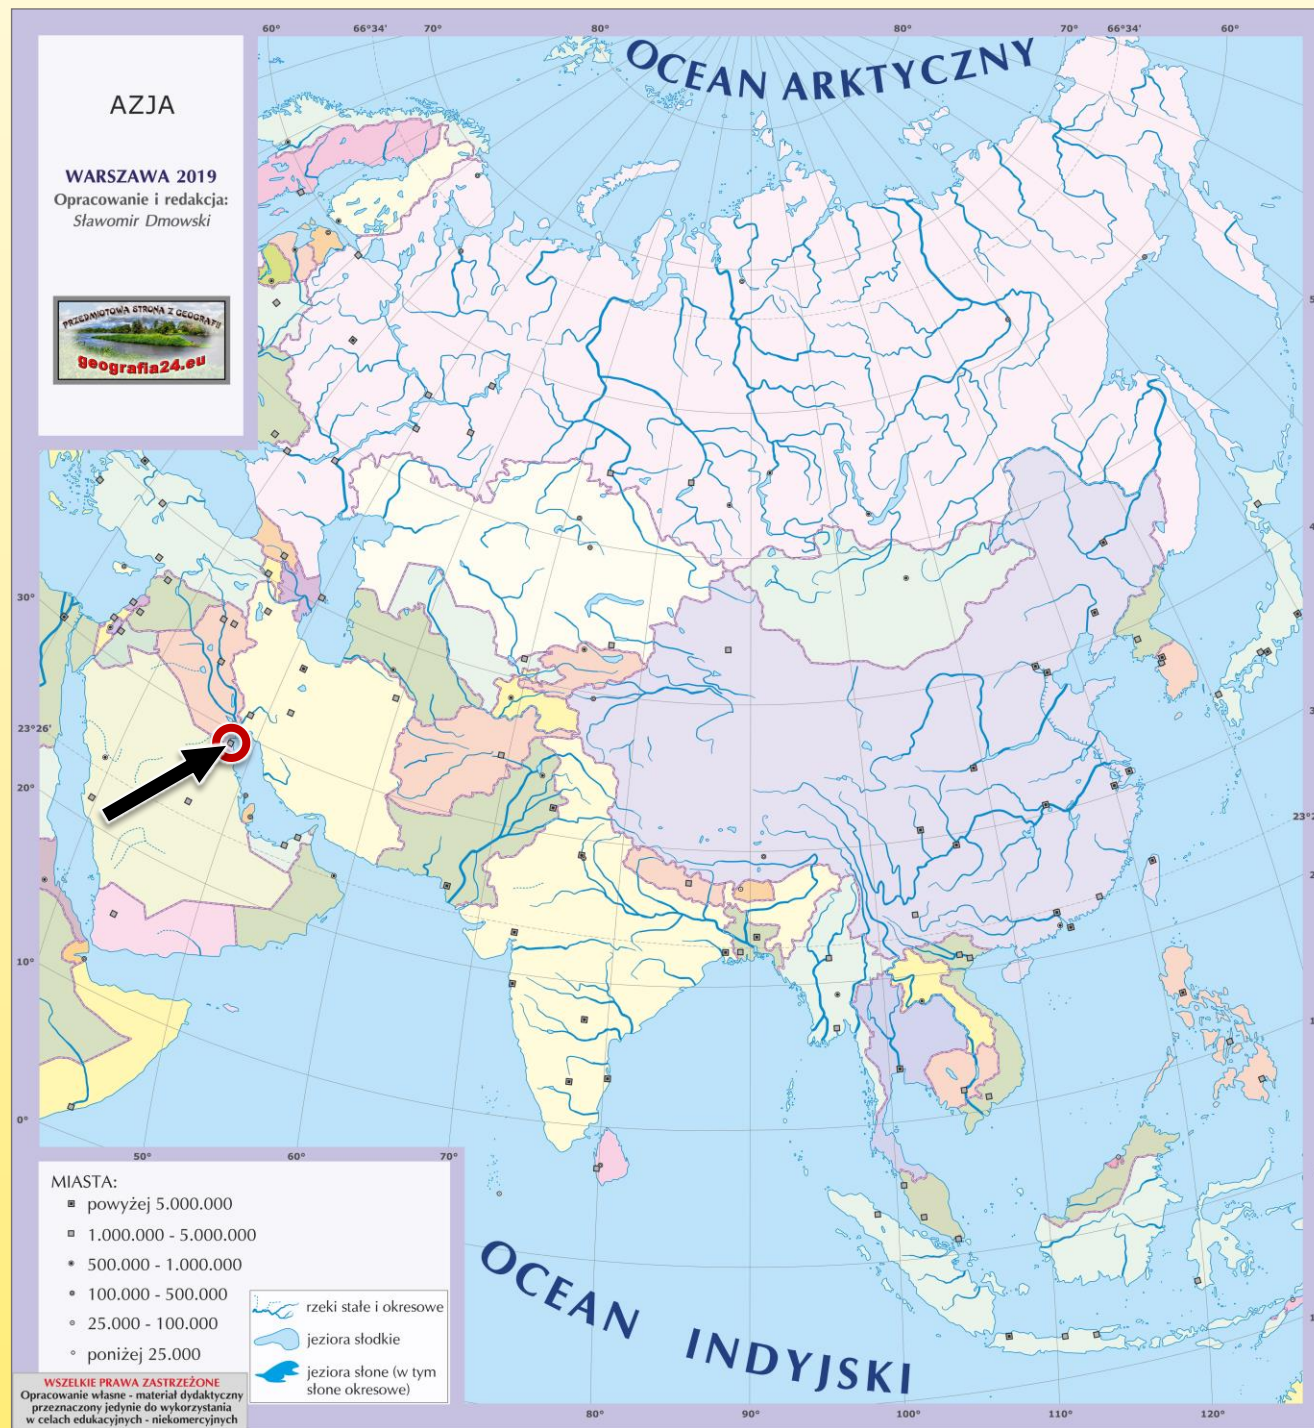 60°
66°34'
70°
80°
80°
70°
66°34'
60°
OCEAN ARKTYCZNY
AZJA
WARSZAWA 2019
Opracowanie i redakcja:
Sławomir Dmowski
PRZEDMIOTOWA STRONA Z GEOGRAFII
geografia24.eu
30°
23°26'
20°
10°
0°
50°
60°
70°
MIASTA:
powyżej 5.000.000
1.000.000 - 5.000.000
500.000 - 1.000.000
100.000 - 500.000
25.000 - 100.000
poniżej 25.000
rzeki stałe i okresowe
jeziora słodkie
jeziora słone (w tym
słone okresowe)
OCEAN INDYJSKI
WSZELKIE PRAWA ZASTRZEŻONE
Opracowanie własne - materiał dydaktyczny
przeznaczony jedynie do wykorzystania
w celach edukacyjnych - niekomercyjnych
80°
90°
100°
110°
120°